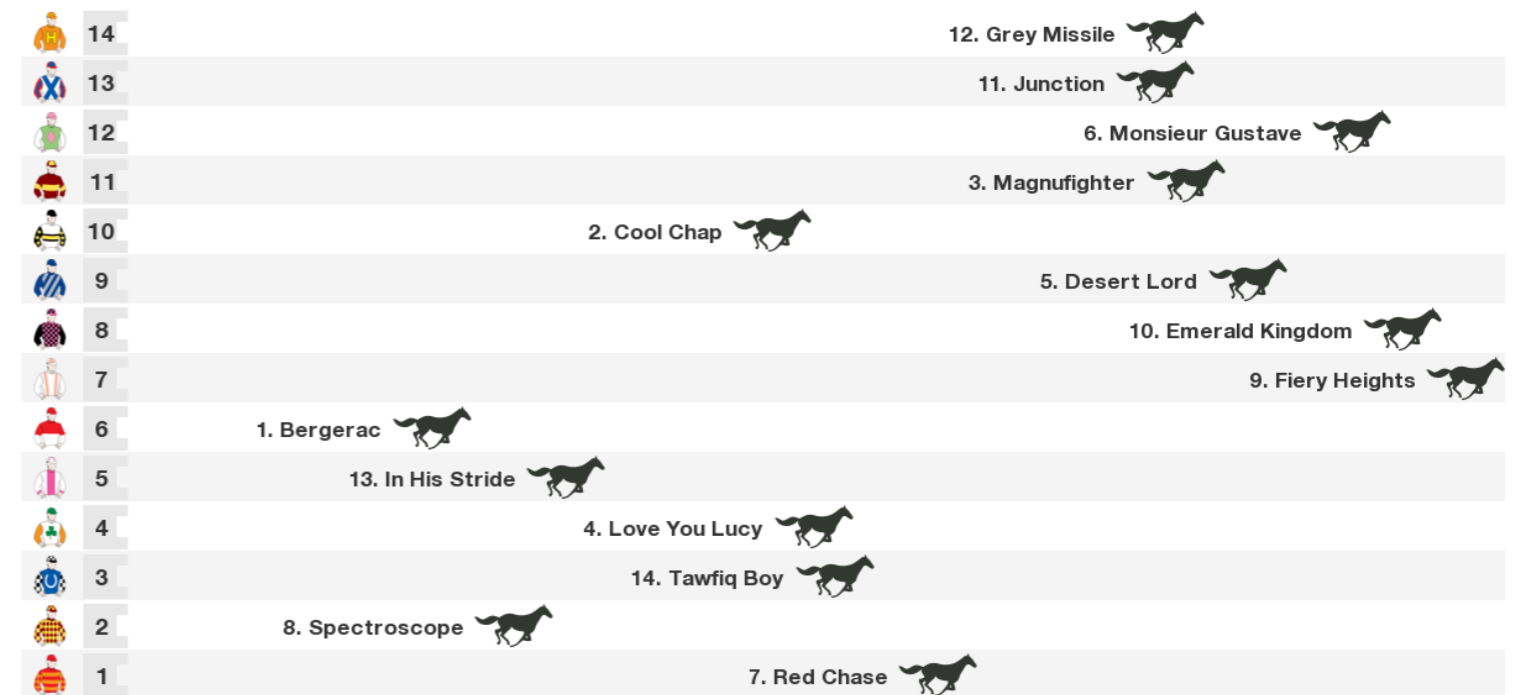 14 12. Grey Missile
13 11. Junction
12 6. Monsieur Gustave
11 3. Magnufighter
10 2. Cool Chap
9 5. Desert Lord
8 10. Emerald Kingdom
7 9. Fiery Heights
6 1. Bergerac
5 13. In His Stride
4 4. Love You Lucy
3 14. Tawfiq Boy
2 8. Spectroscope
1 7. Red Chase